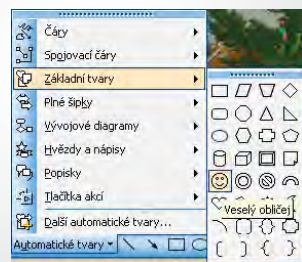 Čáry
Spojovací čáry
Základní tvary
Plné šipky
Vývojové diagramy
Hvězdy a nápisy
Popisky
Tlačítka akcí
Další automatické tvary...
Veselý obličej
Automatické tvary